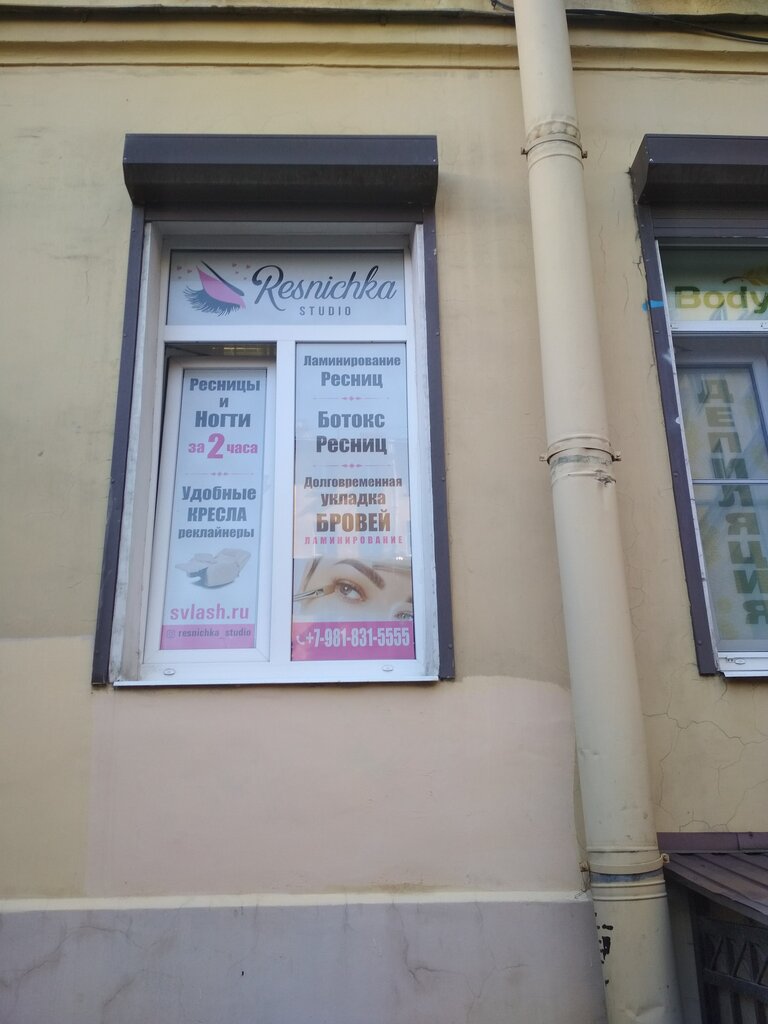 Resnichka
STUDIO
Ресницы
и
Ногти
за 2 часа
Удобные
КРЕСЛА
реклайнеры
svlash.ru
resnichka_studio
Ламинирование
Ресниц
Ботокс
Ресниц
Долговременная
укладка
БРОВЕЙ
ЛАМИНИРОВАНИЕ
+7-981-831-5555
Body
ДЕПИЛЯЦИЯ